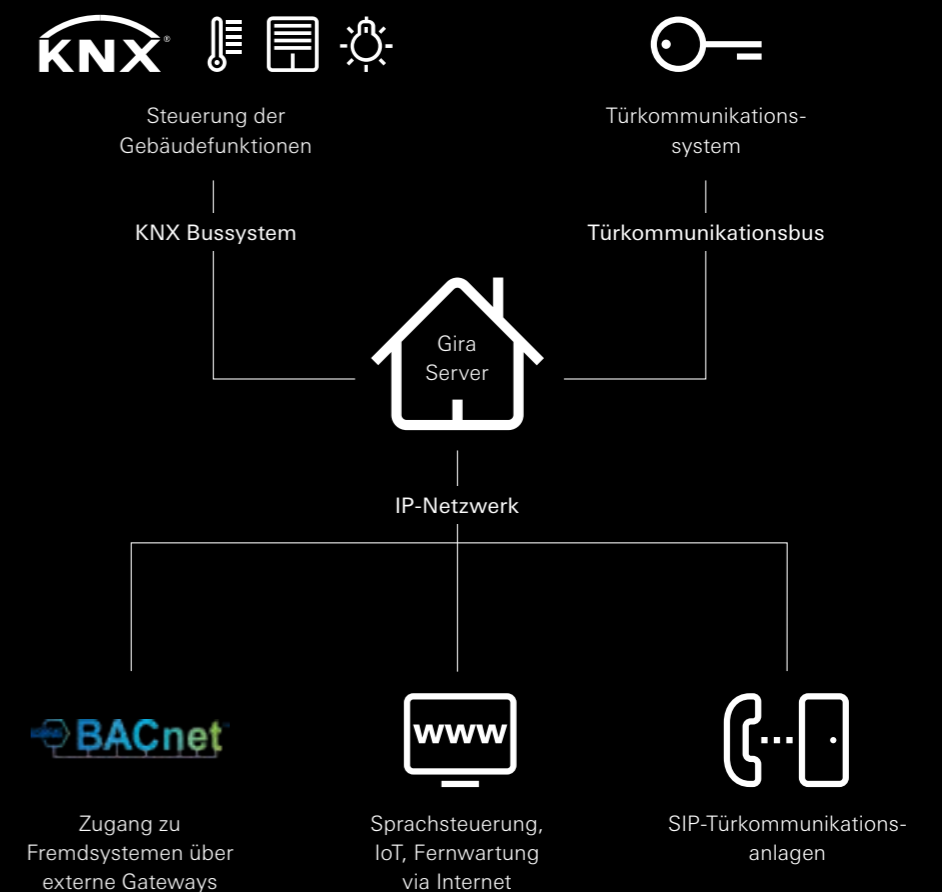 KNX®
Steuerung der
Gebäudefunktionen
Türkommunikations-
system
KNX Bussystem
Türkommunikationsbus
Gira
Server
IP-Netzwerk
BACnet™
www
Zugang zu
Fremdsystemen über
externe Gateways
Sprachsteuerung,
IoT, Fernwartung
via Internet
SIP-Türkommunikations-
anlagen